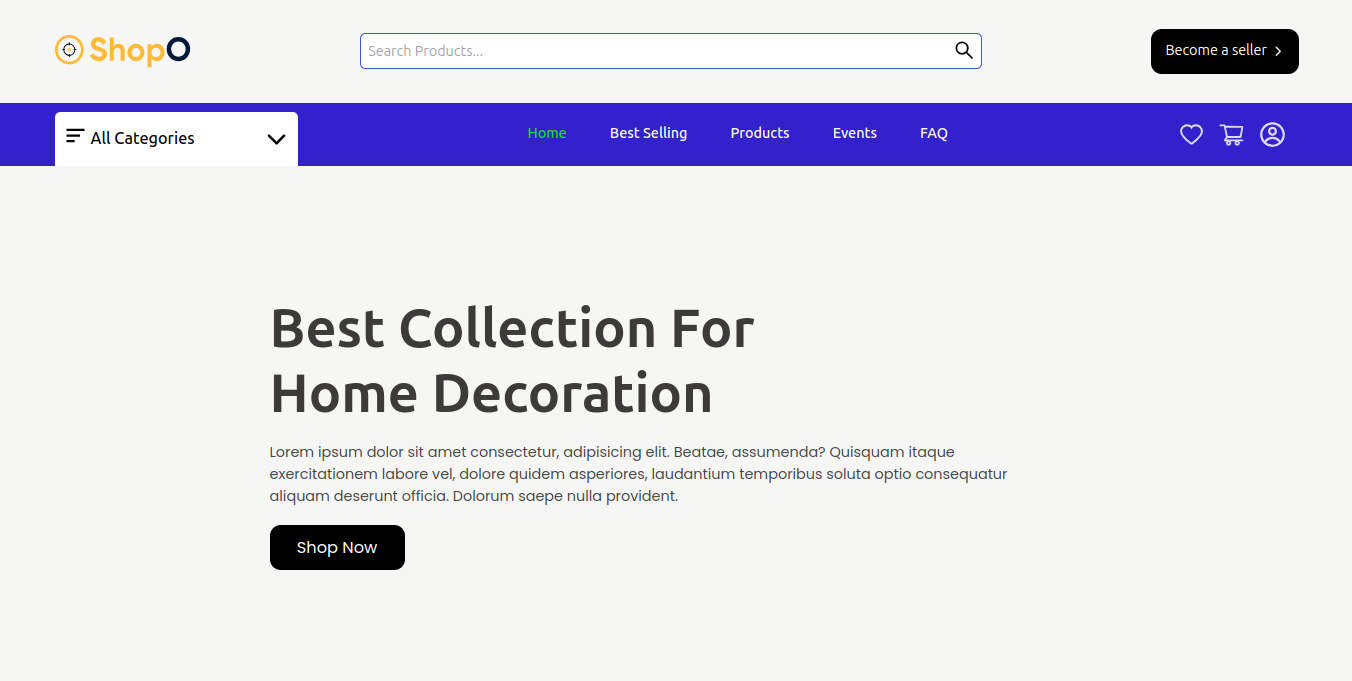 ShopO
Search Products...
Become a seller
All Categories
Home
Best Selling
Products
Events
FAQ
Best Collection For
Home Decoration
Lorem ipsum dolor sit amet consectetur, adipisicing elit. Beatae, assumenda? Quisquam itaque
exercitationem labore vel, dolore quidem asperiores, laudantium temporibus soluta optio consequatur
aliquam deserunt officia. Dolorum saepe nulla provident.
Shop Now